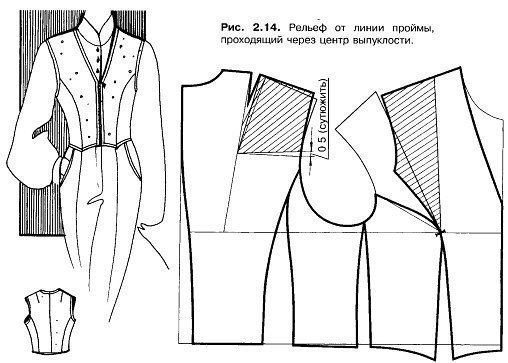 Рис. 2.14. Рельеф от линии проймы,
проходящий через центр выпуклости.
0 5 (сутюжить)